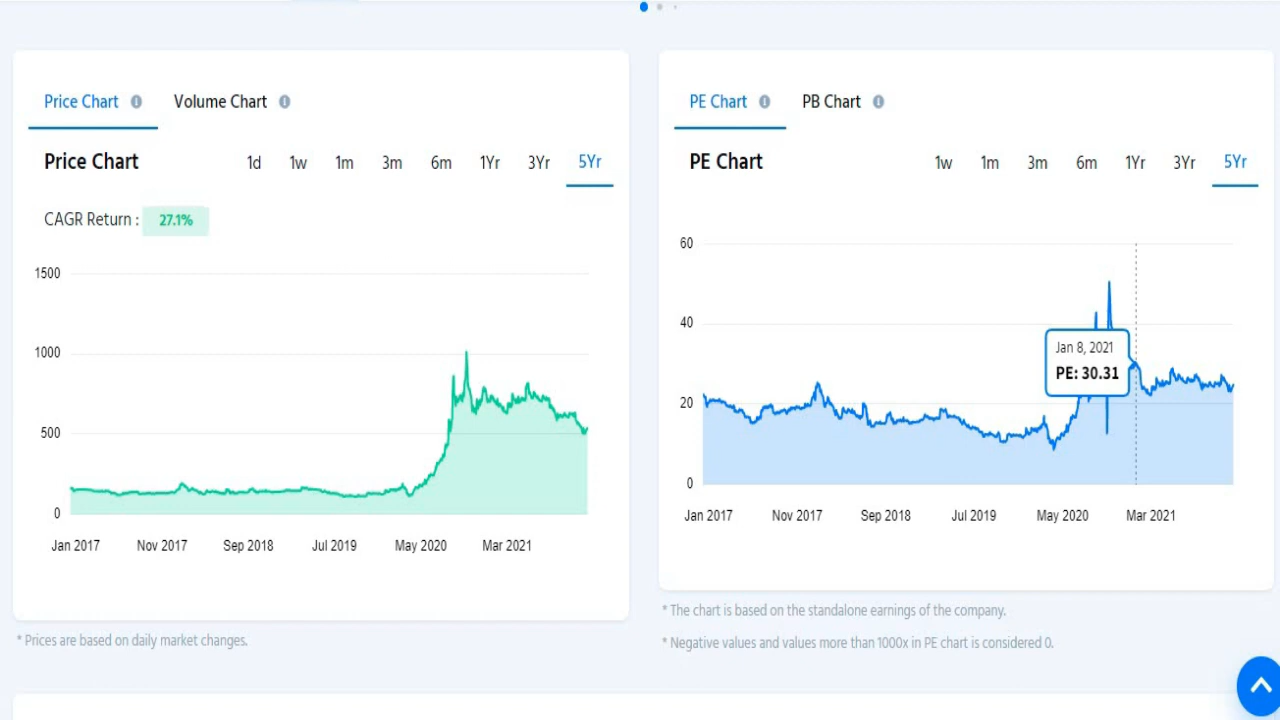 Price Chart Volume Chart
Price Chart 1d 1w 1m 3m 6m 1Yr 3Yr 5Yr
CAGR Return : 27.1%
1500
1000
500
0
Jan 2017 Nov 2017 Sep 2018 Jul 2019 May 2020 Mar 2021
* Prices are based on daily market changes.
PE Chart PB Chart
PE Chart 1w 1m 3m 6m 1Yr 3Yr 5Yr
60
40
Jan 8, 2021
PE: 30.31
20
0
Jan 2017 Nov 2017 Sep 2018 Jul 2019 May 2020 Mar 2021
* The chart is based on the standalone earnings of the company.
* Negative values and values more than 1000x in PE chart is considered 0.